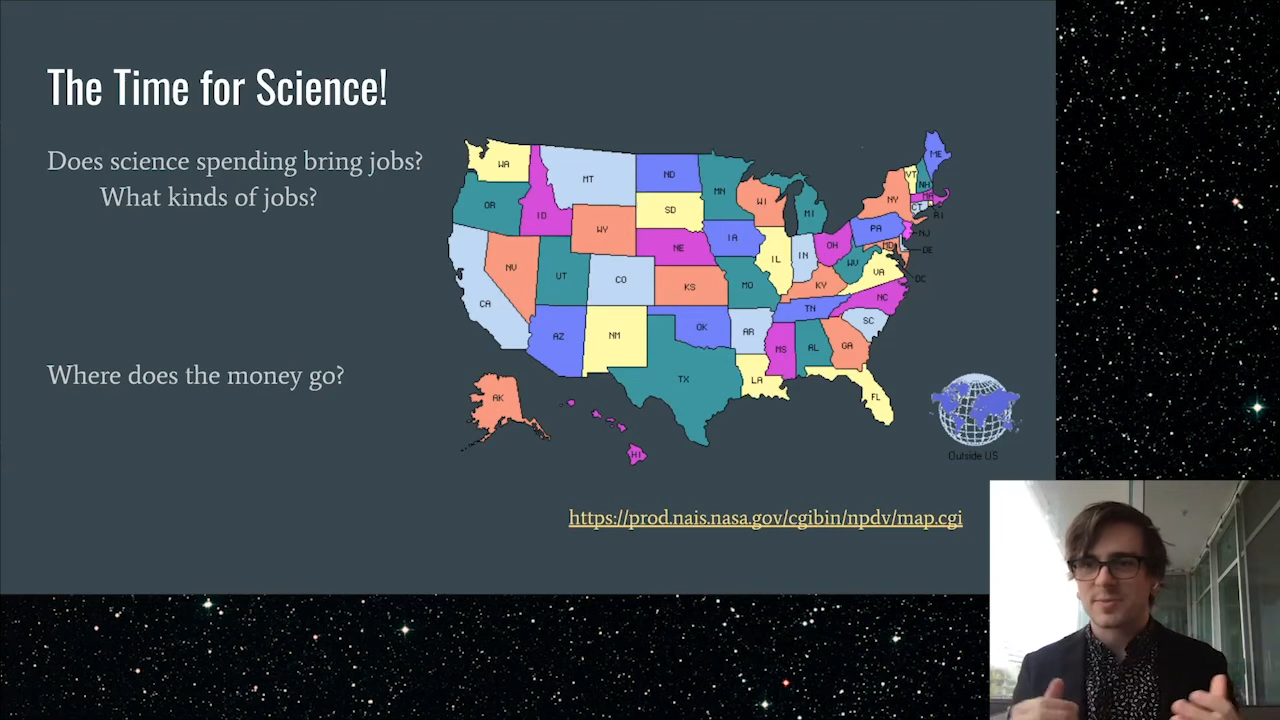 The Time for Science!
Does science spending bring jobs?
What kinds of jobs?
Where does the money go?
WA
MT
ND
MN
ME
VT
NH
OR
ID
SD
WI
MI
NY
CT
RI
WY
IA
PA
NJ
NE
OH
MD
DE
NV
UT
CO
IL
IN
WV
VA
DC
CA
KS
MO
KY
NC
AZ
NM
OK
AR
TN
SC
MS
AL
GA
TX
LA
FL
AK
HI
Outside US
https://prod.nais.nasa.gov/cgibin/npdv/map.cgi